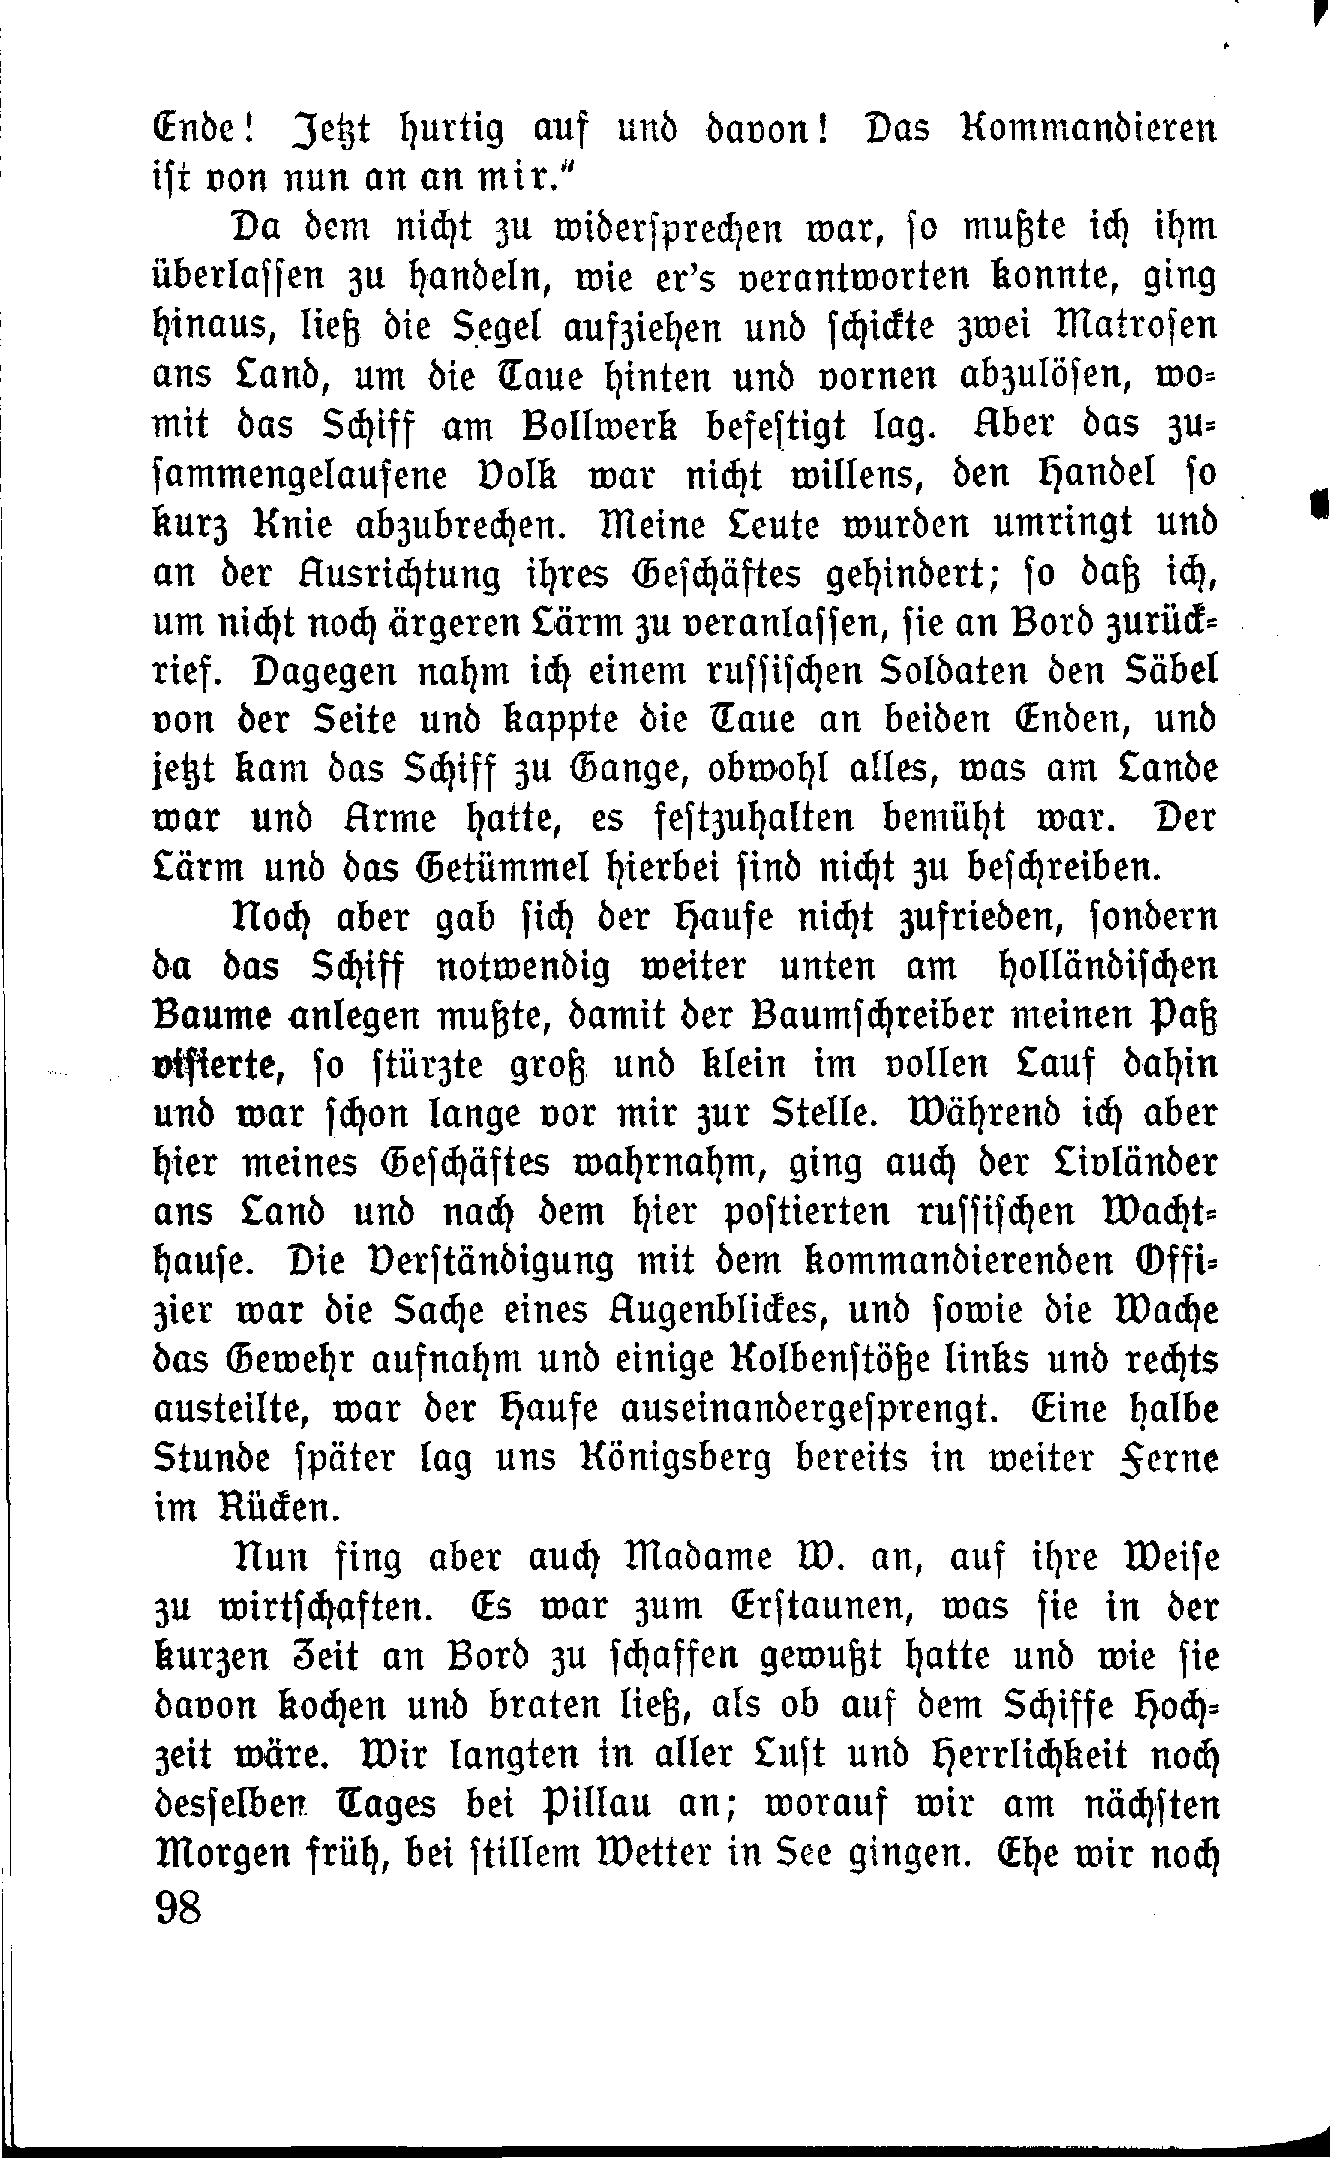 Ende! Jetzt hurtig auf und davon! Das Kommandieren
ist von nun an an mir.“
Da dem nicht zu widersprechen war, so mußte ich ihm
überlassen zu handeln, wie er's verantworten konnte, ging
hinaus, ließ die Segel aufziehen und schickte zwei Matrosen
ans Land, um die Taue hinten und vornen abzulösen, wo-
mit das Schiff am Bollwerk befestigt lag. Aber das zu-
sammengelaufene Volk war nicht willens, den Handel so
kurz Knie abzubrechen. Meine Leute wurden umringt und
an der Ausrichtung ihres Geschäftes gehindert; so daß ich,
um nicht noch ärgeren Lärm zu veranlassen, sie an Bord zurück-
rief. Dagegen nahm ich einem russischen Soldaten den Säbel
von der Seite und kappte die Taue an beiden Enden, und
jetzt kam das Schiff zu Gange, obwohl alles, was am Lande
war und Arme hatte, es festzuhalten bemüht war. Der
Lärm und das Getümmel hierbei sind nicht zu beschreiben.
Noch aber gab sich der Haufe nicht zufrieden, sondern
da das Schiff notwendig weiter unten am holländischen
Baume anlegen mußte, damit der Baumschreiber meinen Paß
visierte, so stürzte groß und klein im vollen Lauf dahin
und war schon lange vor mir zur Stelle. Während ich aber
hier meines Geschäftes wahrnahm, ging auch der Livländer
ans Land und nach dem hier postierten russischen Wacht-
hause. Die Verständigung mit dem kommandierenden Offi-
zier war die Sache eines Augenblickes, und sowie die Wache
das Gewehr aufnahm und einige Kolbenstöße links und rechts
austeilte, war der Haufe auseinandergesprengt. Eine halbe
Stunde später lag uns Königsberg bereits in weiter Ferne
im Rücken.
Nun fing aber auch Madame W. an, auf ihre Weise
zu wirtschaften. Es war zum Erstaunen, was sie in der
kurzen Zeit an Bord zu schaffen gewußt hatte und wie sie
davon kochen und braten ließ, als ob auf dem Schiffe Hoch-
zeit wäre. Wir langten in aller Lust und Herrlichkeit noch
desselben Tages bei Pillau an; worauf wir am nächsten
Morgen früh, bei stillem Wetter in See gingen. Ehe wir noch
98